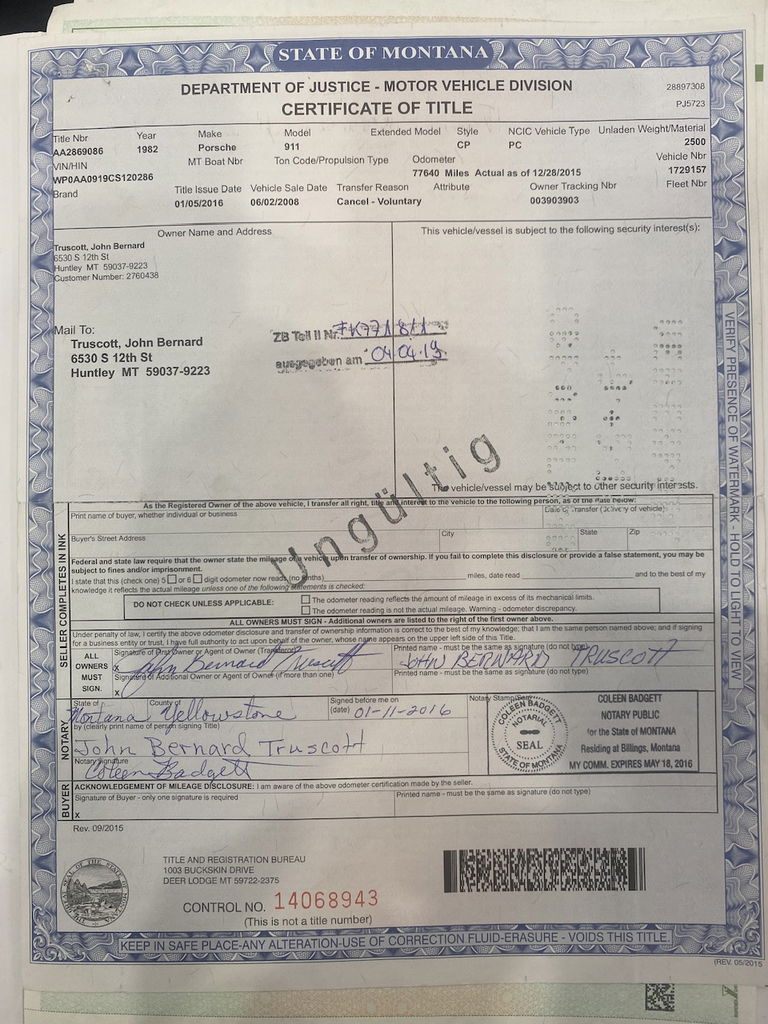 STATE OF MONTANA
DEPARTMENT OF JUSTICE - MOTOR VEHICLE DIVISION
28897308
CERTIFICATE OF TITLE
PJ5723
Title Nbr Year Make Model Extended Model Style NCIC Vehicle Type Unladen Weight/Material
AA2869086 1982 Porsche 911 CP PC 2500
VIN/HIN MT Boat Nbr Ton Code/Propulsion Type Odometer Vehicle Nbr
WP0AA0919CS120286 77640 Miles Actual as of 12/28/2015 1729157
Brand Title Issue Date Vehicle Sale Date Transfer Reason Attribute Owner Tracking Nbr Fleet Nbr
01/05/2016 06/02/2008 Cancel - Voluntary 003903903
Owner Name and Address
This vehicle/vessel is subject to the following security interest(s):
Truscott, John Bernard
6530 S 12th St
Huntley MT 59037-9223
Customer Number: 2760438
Mail To:
Truscott, John Bernard
6530 S 12th St
Huntley MT 59037-9223
ZB Teil II Nr.
ausgegeben am 04.04.19
Ungültig
The vehicle/vessel may be subject to other security interests.
As the Registered Owner of the above vehicle, I transfer all right, title and interest to the vehicle to the following person, as of the date below:
Print name of buyer, whether individual or business
Date of Transfer (delivery of vehicle)
Buyer's Street Address City State Zip
Federal and state law require that the owner state the mileage of a vehicle upon transfer of ownership. If you fail to complete this disclosure or provide a false statement, you may be
subject to fines and/or imprisonment.
I state that this (check one) 5 or 6 digit odometer now reads (no tenths) miles, date read and to the best of my
knowledge it reflects the actual mileage unless one of the following statements is checked:
DO NOT CHECK UNLESS APPLICABLE:
The odometer reading reflects the amount of mileage in excess of its mechanical limits.
The odometer reading is not the actual mileage. Warning - odometer discrepancy.
ALL OWNERS MUST SIGN - Additional owners are listed to the right of the first owner above.
Under penalty of law, I certify the above odometer disclosure and transfer of ownership information is correct to the best of my knowledge; that I am the same person named above; and if signing
for a business entity or trust, I have full authority to act upon behalf of the owner, whose name appears on the upper left side of this Title.
SELLER COMPLETES IN INK
ALL
OWNERS
MUST
SIGN.
Signature of First Owner or Agent of Owner (Transferor)
x John Bernard Truscott
Printed name - must be the same as signature (do not type)
JOHN BERNARD TRUSCOTT
Signature of Additional Owner or Agent of Owner (if more than one)
x
Printed name - must be the same as signature (do not type)
NOTARY
State of County of Signed before me on
Montana Yellowstone (date) 01-11-2016
by (clearly print name of person signing Title)
John Bernard Truscott
Notary Signature
Coleen Badgett
Notary Stamp/Seal
COLEEN BADGETT
NOTARIAL
SEAL
STATE OF MONTANA
COLEEN BADGETT
NOTARY PUBLIC
for the State of MONTANA
Residing at Billings, Montana
MY COMM. EXPIRES MAY 18, 2016
BUYER
ACKNOWLEDGEMENT OF MILEAGE DISCLOSURE: I am aware of the above odometer certification made by the seller.
Signature of Buyer - only one signature is required
x
Printed name - must be the same as signature (do not type)
Rev. 09/2015
TITLE AND REGISTRATION BUREAU
1003 BUCKSKIN DRIVE
DEER LODGE MT 59722-2375
CONTROL NO. 14068943
(This is not a title number)
KEEP IN SAFE PLACE-ANY ALTERATION-USE OF CORRECTION FLUID-ERASURE - VOIDS THIS TITLE.
(REV. 05/2015
VERIFY PRESENCE OF WATERMARK - HOLD TO LIGHT TO VIEW